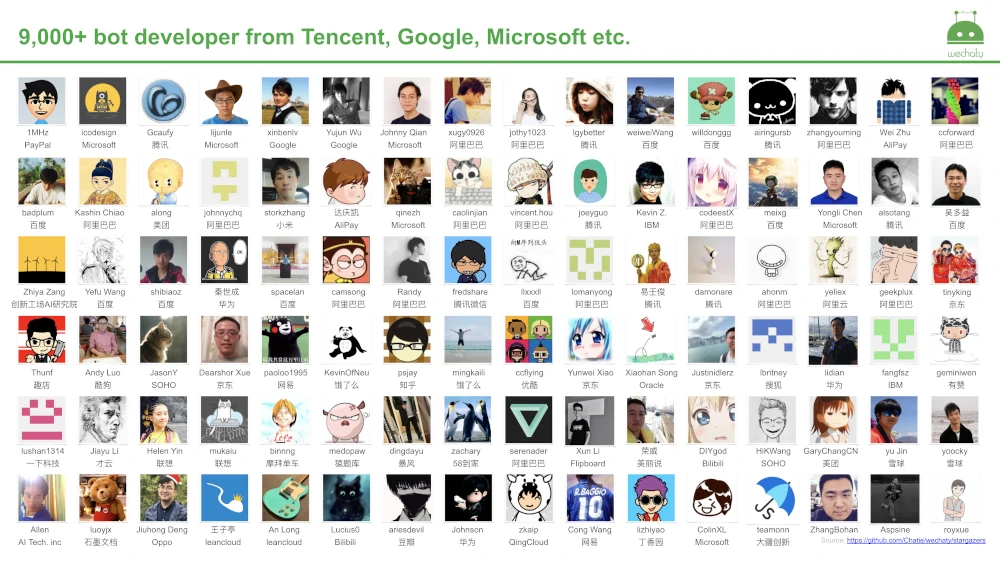 9,000+ bot developer from Tencent, Google, Microsoft etc.
wechaty
1MHz icodesign Gcaufy lijunle xinbenlv Yujun Wu Johnny Qian xugy0926 jothy1023 lgybetter weiweiWang willdonggg airingursb zhangyouming Wei Zhu ccforward
PayPal Microsoft 腾讯 Microsoft Google Google Microsoft 阿里巴巴 阿里巴巴 腾讯 百度 百度 腾讯 阿里巴巴 AliPay 阿里巴巴
badplum Kashin Chiao along johnnychq storkzhang 达庆凯 qinezh caolinjian vincent.hou joeyguo Kevin Z. codeestX meixg Yongli Chen alsotang 吴多益
百度 阿里巴巴 美团 阿里巴巴 小米 AliPay Microsoft 阿里巴巴 阿里巴巴 腾讯 IBM 阿里巴巴 百度 Microsoft 腾讯 百度
OK
向M序列低头
Zhiya Zang Yefu Wang shibiaoz 秦世成 spacelan camsong Randy fredshare llxxxll lomanyong 易王俊 damonare ahonm yeliex geekplux tinyking
创新工场AI研究院 百度 百度 华为 百度 阿里巴巴 阿里巴巴 腾讯微信 百度 阿里巴巴 腾讯 腾讯 阿里巴巴 阿里云 阿里巴巴 京东
Thunf Andy Luo JasonY Dearshor Xue paoloo1995 KevinOfNeu psjay mingkaili ccflying Yunwei Xiao Xiaohan Song Justinidlerz lbritney lidian fangfsz geminiwen
趣店 酷狗 SOHO 京东 网易 饿了么 知乎 饿了么 优酷 京东 Oracle 京东 搜狐 华为 IBM 有赞
lushan1314 Jiayu Li Helen Yin mukaiu binnng medopaw dingdayu zachary serenader Xun Li 荣威 DIYgod HiKWang GaryChangCN yu Jin yoocky
一下科技 才云 联想 联想 摩拜单车 猿题库 暴风 58到家 阿里巴巴 Flipboard 美丽说 Bilibili SOHO 美团 雪球 雪球
R.BAGGIO
10
JS
Allen luoyjx Jiuhong Deng 王子亭 An Long Lucius0 ariesdevil Johnson zkaip Cong Wang lizhiyao ColinXL teamonn ZhangBohan Aspsine royxue
AI Tech. inc 石墨文档 Oppo leancloud leancloud Bilibili 豆瓣 华为 QingCloud 网易 丁香园 Microsoft 大疆创新
Source: https://github.com/Chatie/wechaty/stargazers